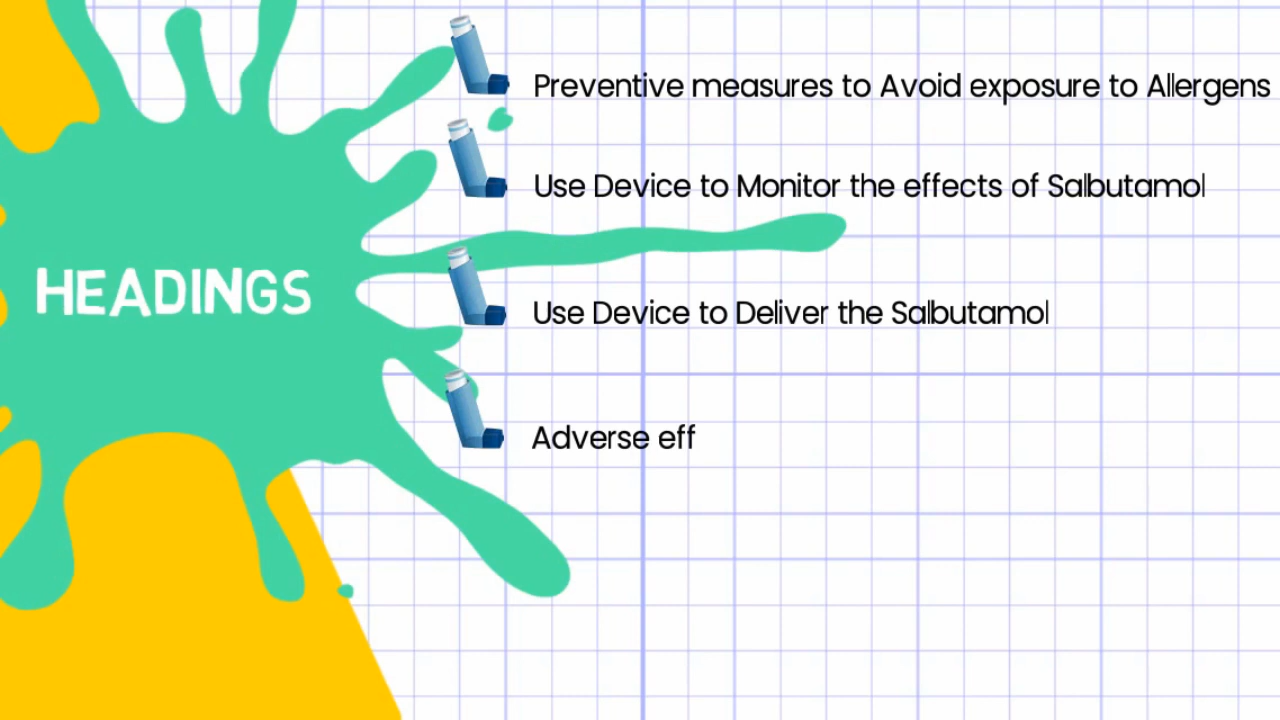 HEADINGS
Preventive measures to Avoid exposure to Allergens
Use Device to Monitor the effects of Salbutamol
Use Device to Deliver the Salbutamol
Adverse eff